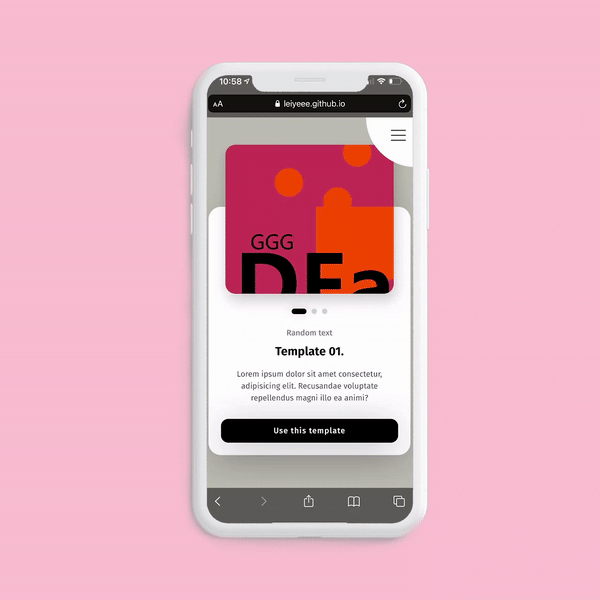 10:58
AA leiyeee.github.io
GGG
DEa
Random text
Template 01.
Lorem ipsum dolor sit amet consectetur,
adipisicing elit. Recusandae voluptate
repellendus magni illo ea animi?
Use this template